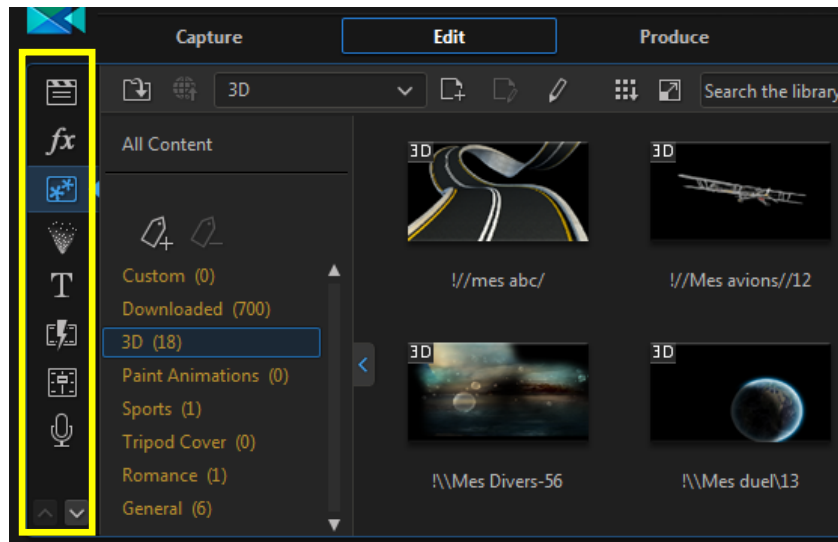 Capture Edit Produce
3D Search the library
fx
All Content
T
Custom (0)
Downloaded (700)
3D (18)
Paint Animations (0)
Sports (1)
Tripod Cover (0)
Romance (1)
General (6)
3D 3D
!//mes abc/ !//Mes avions//12
3D 3D
!\\Mes Divers-56 !\\Mes duel\13